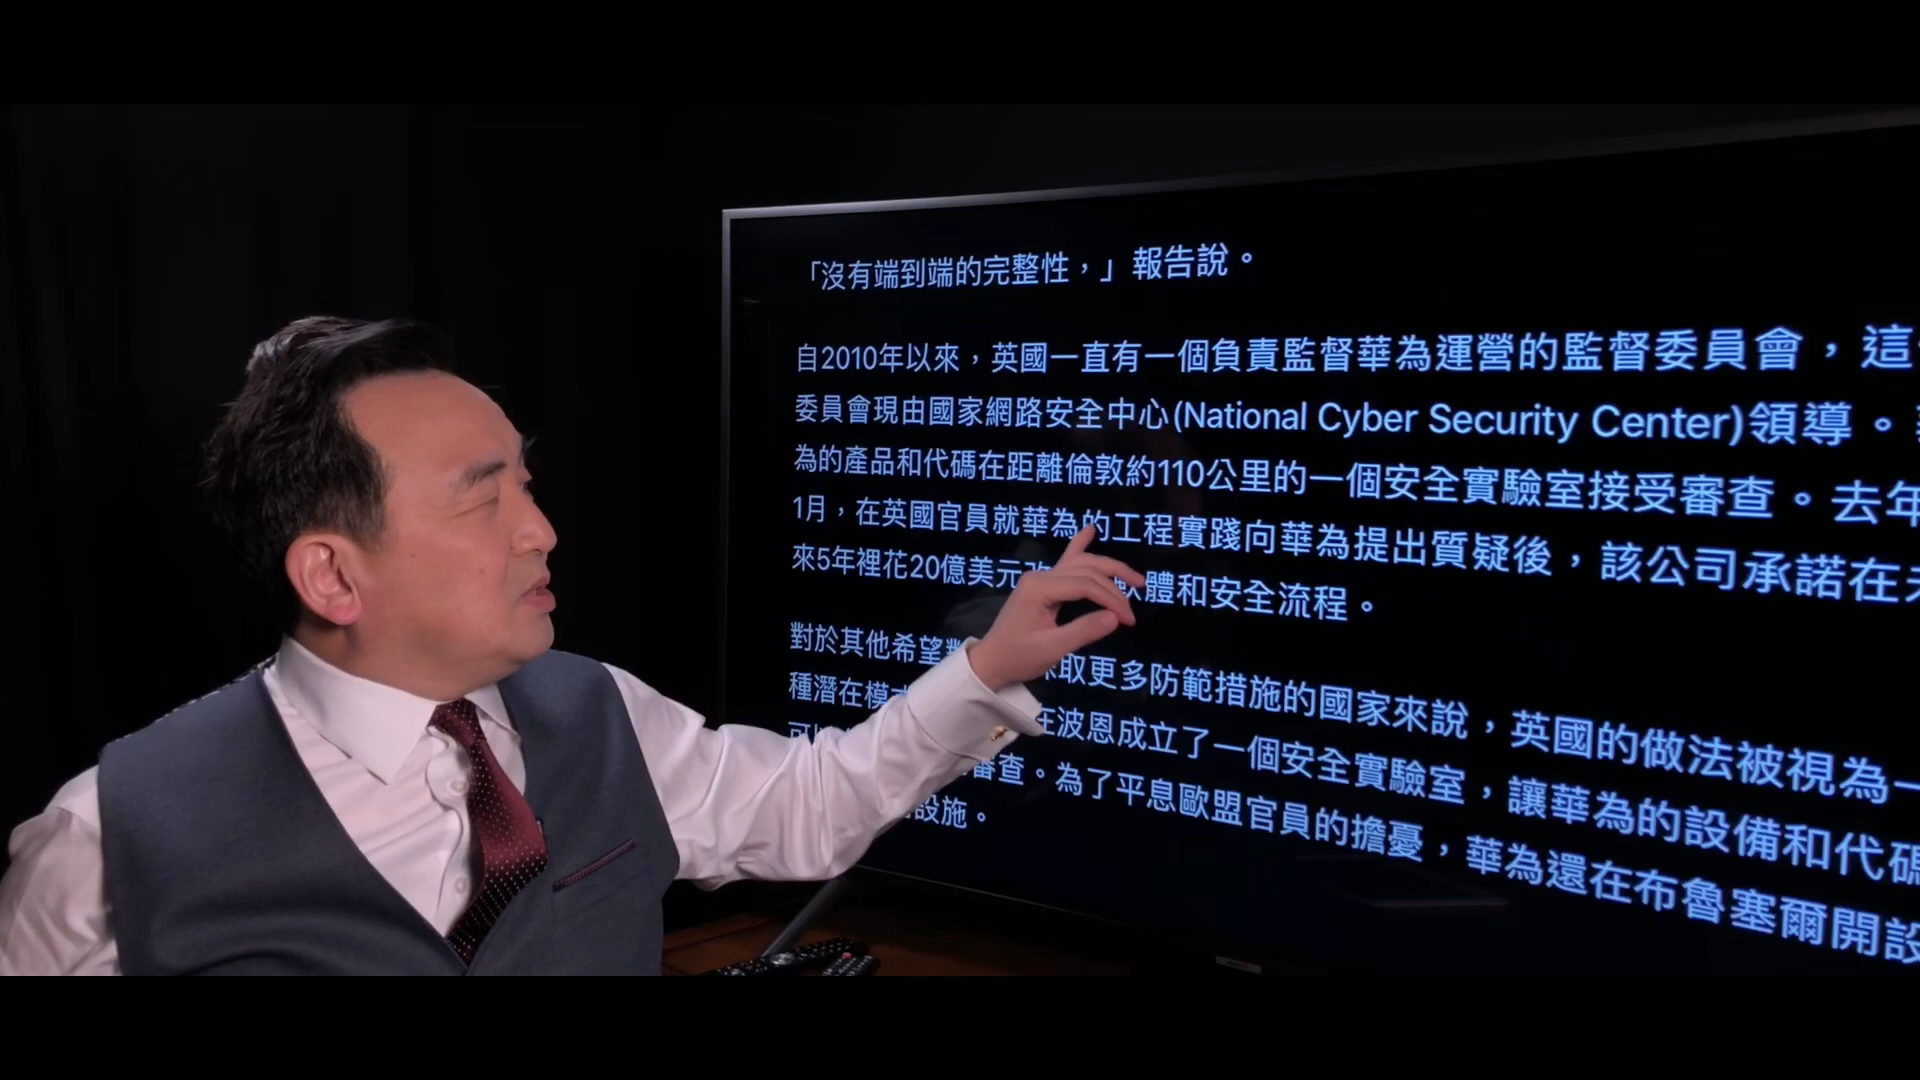 「沒有端到端的完整性，」報告說。
自2010年以來，英國一直有一個負責監督華為運營的監督委員會，這
委員會現由國家網路安全中心(National Cyber Security Center)領導。
為的產品和代碼在距離倫敦約110公里的一個安全實驗室接受審查。去年
1月，在英國官員就華為的工程實踐向華為提出質疑後，該公司承諾在未
來5年裡花20億美元改 軟體和安全流程。
對於其他希望對 採取更多防範措施的國家來說，英國的做法被視為一
種潛在模式 在波恩成立了一個安全實驗室，讓華為的設備和代碼
可以 審查。為了平息歐盟官員的擔憂，華為還在布魯塞爾開設
設施。